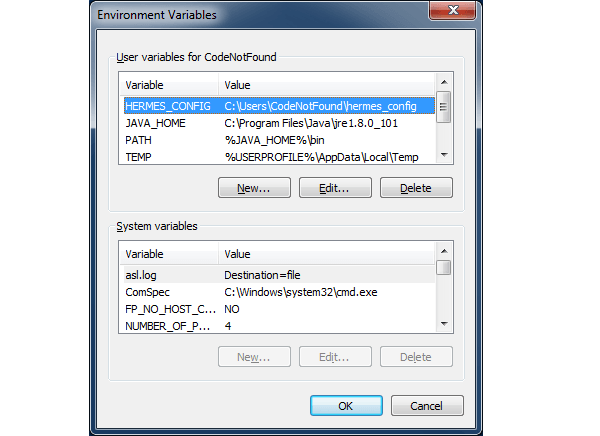 Environment Variables
User variables for CodeNotFound
Variable Value
HERMES_CONFIG C:\Users\CodeNotFound\hermes_config
JAVA_HOME C:\Program Files\Java\jre1.8.0_101
PATH %JAVA_HOME%\bin
TEMP %USERPROFILE%\AppData\Local\Temp
New... Edit... Delete
System variables
Variable Value
asl.log Destination=file
ComSpec C:\Windows\system32\cmd.exe
FP_NO_HOST_C... NO
NUMBER_OF_P... 4
New... Edit... Delete
OK Cancel